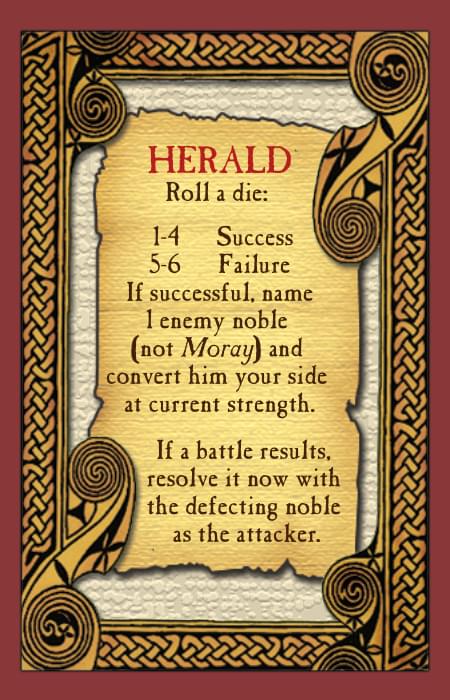 HERALD
Roll a die:
1-4 Success
5-6 Failure
If successful, name
1 enemy noble
(not Moray) and
convert him your side
at current strength.
If a battle results,
resolve it now with
the defecting noble
as the attacker.